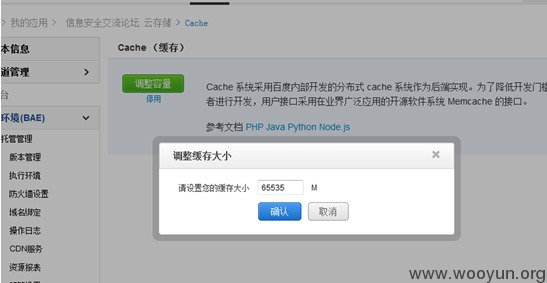 > 我的应用 > 信息安全交流论坛 云存储 > Cache
本信息
道管理
台
环境(BAE)
托管管理
版本管理
执行环境
防火墙设置
域名绑定
操作日志
CDN服务
资源报表
Cache （缓存）
调整容量
停用
Cache 系统采用百度内部开发的分布式 cache 系统作为后端实现。为了降低开发门槛
者进行开发，用户接口采用在业界广泛应用的开源软件系统 Memcache 的接口。
参考文档 PHP Java Python Node.js
调整缓存大小
请设置您的缓存大小 65535 M
确认 取消
www.wooyun.org